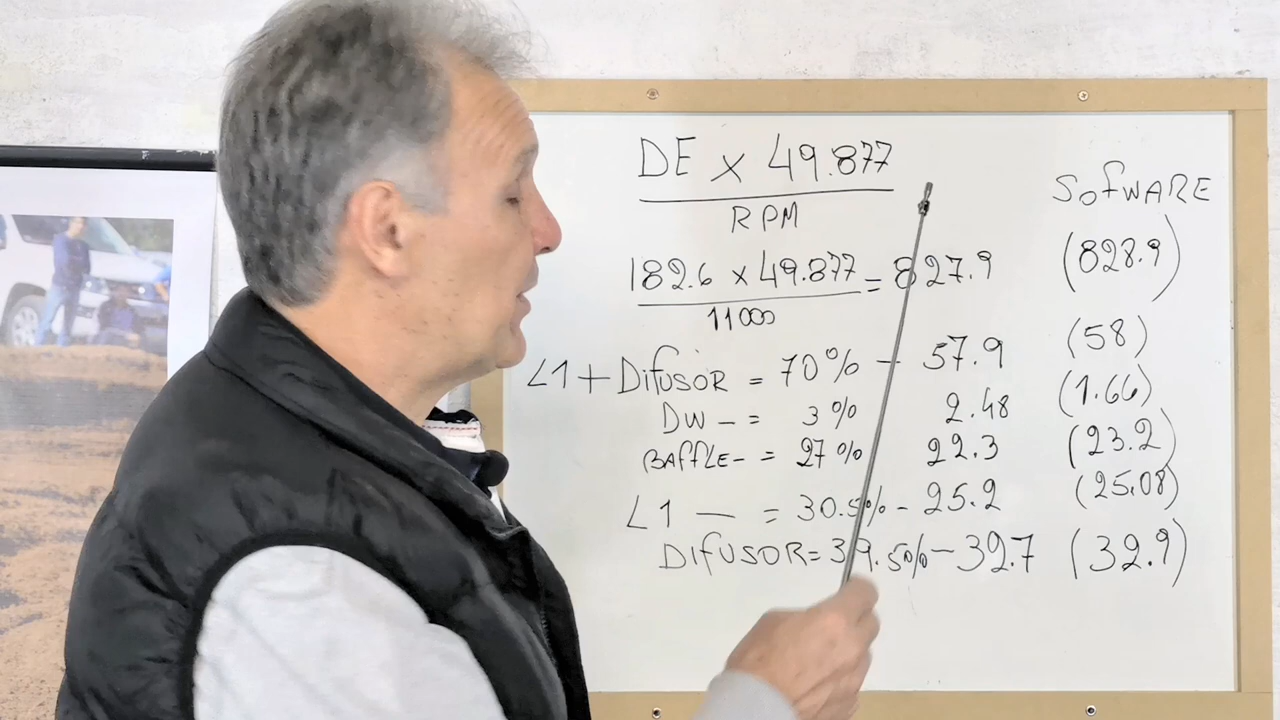 DE x 49.877
RPM
SOFWARE
182.6 x 49.877 = 827.9 (828.9)
11000
L1 + DIFUSOR = 70% - 57.9 (58)
DW - = 3% 2.48 (1.66)
BAFFLE - = 27% 22.3 (23.2)
L1 — = 30.5% - 25.2 (25.08)
DIFUSOR = 39.5% - 32.7 (32.9)